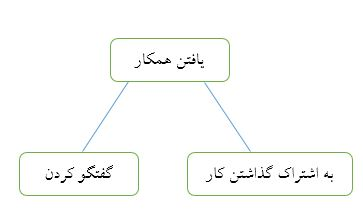 یافتن همکار
به اشتراک گذاشتن کار
گفتگو کردن